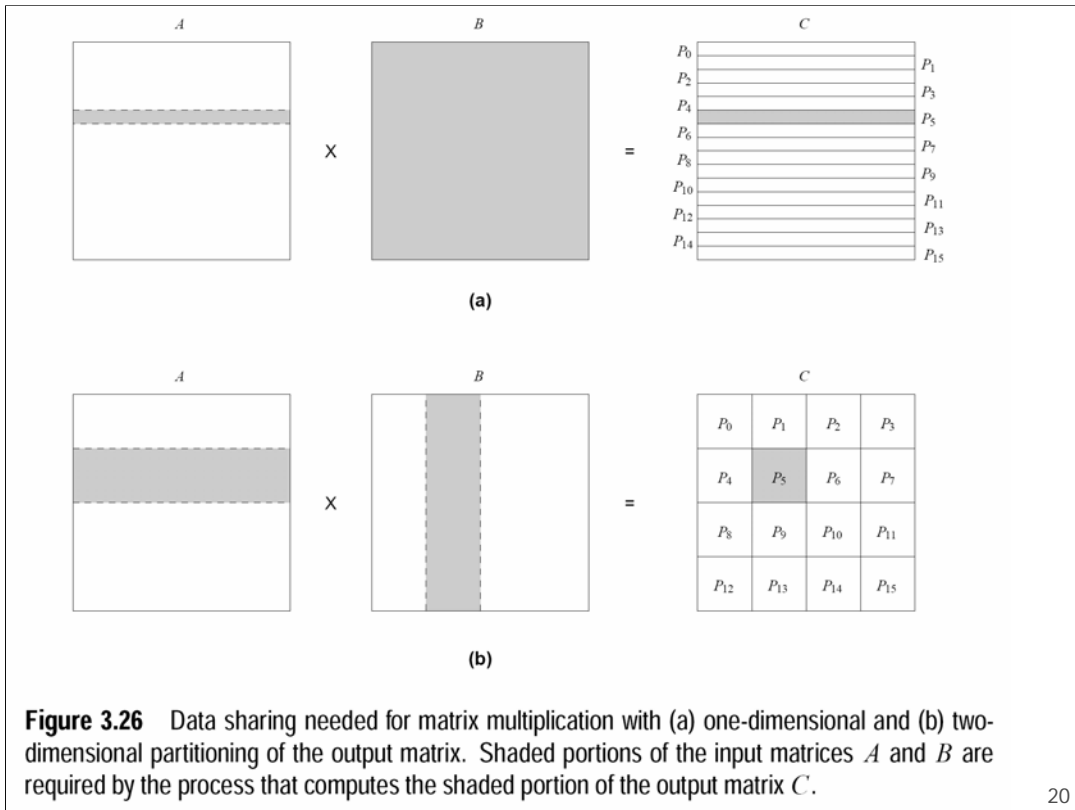 A B C
P0
P1
P2
P3
P4
P5
P6
P7
P8
P9
P10
P11
P12
P13
P14
P15
X =
(a)
A B C
P0 P1 P2 P3
P4 P5 P6 P7
X =
P8 P9 P10 P11
P12 P13 P14 P15
(b)
Figure 3.26 Data sharing needed for matrix multiplication with (a) one-dimensional and (b) two-
dimensional partitioning of the output matrix. Shaded portions of the input matrices A and B are
required by the process that computes the shaded portion of the output matrix C.
20